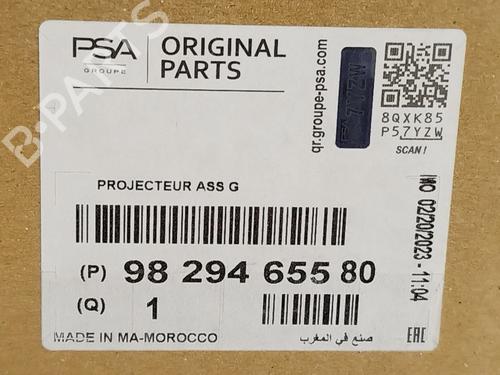 PSA
GROUPE
ORIGINAL
PARTS
qr.groupe-psa.com
7YZW
8QXK85
P57YZW
SCAN!
PROJECTEUR ASS G
02/20/2023 - 11:04
(P) 98 294 655 80
(Q) 1
MADE IN MA-MOROCCO
صنع في المغرب
EAC
B-PARTS